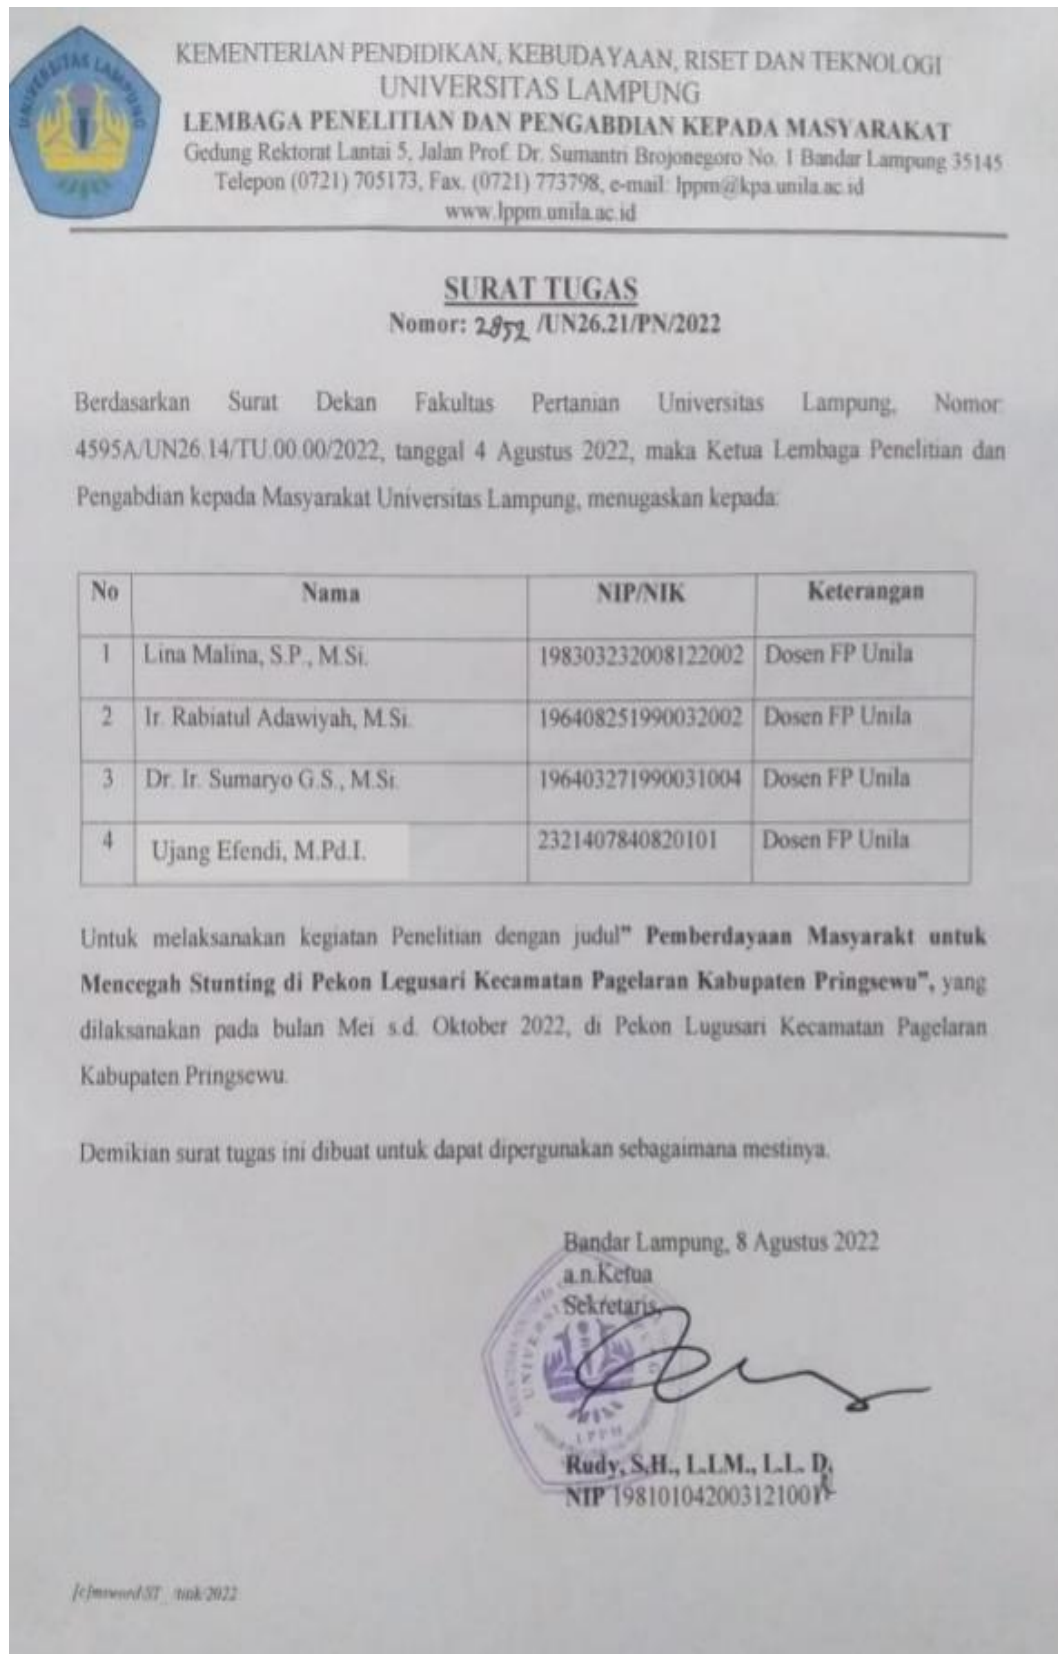 UNIVERSITAS LAMPUNG
KEMENTERIAN PENDIDIKAN, KEBUDAYAAN, RISET DAN TEKNOLOGI
UNIVERSITAS LAMPUNG
LEMBAGA PENELITIAN DAN PENGABDIAN KEPADA MASYARAKAT
Gedung Rektorat Lantai 5, Jalan Prof. Dr. Sumantri Brojonegoro No. 1 Bandar Lampung 35145
Telepon (0721) 705173, Fax. (0721) 773798, e-mail: lppm@kpa.unila.ac.id
www.lppm.unila.ac.id
SURAT TUGAS
Nomor: 2852 /UN26.21/PN/2022
Berdasarkan Surat Dekan Fakultas Pertanian Universitas Lampung, Nomor:
4595A/UN26.14/TU.00.00/2022, tanggal 4 Agustus 2022, maka Ketua Lembaga Penelitian dan
Pengabdian kepada Masyarakat Universitas Lampung, menugaskan kepada:
No Nama NIP/NIK Keterangan
1 Lina Malina, S.P., M.Si. 198303232008122002 Dosen FP Unila
2 Ir. Rabiatul Adawiyah, M.Si. 196408251990032002 Dosen FP Unila
3 Dr. Ir. Sumaryo G.S., M.Si. 196403271990031004 Dosen FP Unila
4 Ujang Efendi, M.Pd.I. 2321407840820101 Dosen FP Unila
Untuk melaksanakan kegiatan Penelitian dengan judul" Pemberdayaan Masyarakt untuk
Mencegah Stunting di Pekon Legusari Kecamatan Pagelaran Kabupaten Pringsewu", yang
dilaksanakan pada bulan Mei s.d. Oktober 2022, di Pekon Lugusari Kecamatan Pagelaran
Kabupaten Pringsewu.
Demikian surat tugas ini dibuat untuk dapat dipergunakan sebagaimana mestinya.
Bandar Lampung, 8 Agustus 2022
a.n.Ketua
Sekretaris,
LPPM
Rudy, S.H., L.I.M., L.L. D.
NIP 198101042003121001